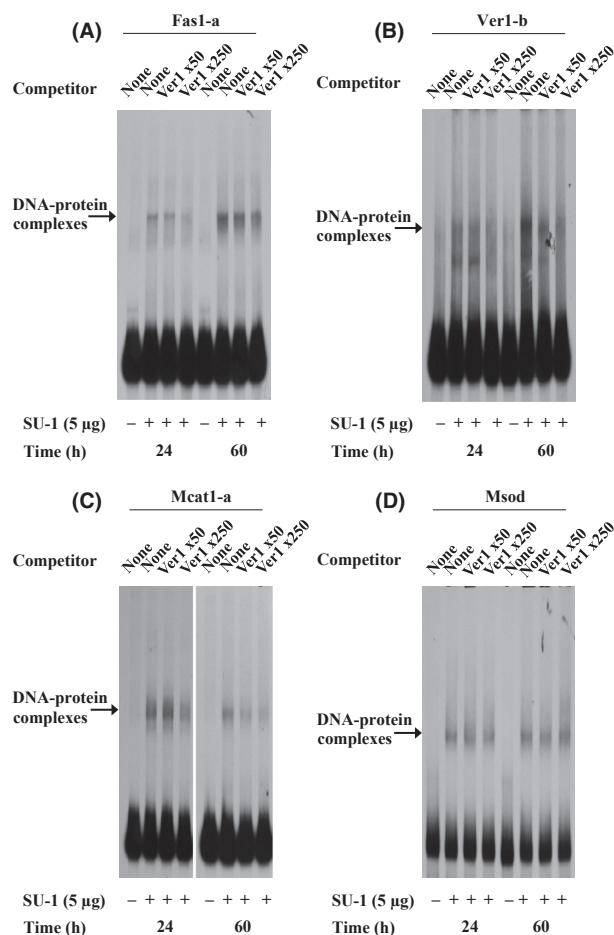 (A) Fas1-a
Competitor None None Ver1 x50 Ver1 x250 None None Ver1 x50 Ver1 x250
DNA-protein
complexes
SU-1 (5 µg) – + + + – + + +
Time (h) 24 60
(B) Ver1-b
Competitor None None Ver1 x50 Ver1 x250 None None Ver1 x50 Ver1 x250
DNA-protein
complexes
SU-1 (5 µg) – + + + – + + +
Time (h) 24 60
(C) Mcat1-a
Competitor None None Ver1 x50 Ver1 x250 None None Ver1 x50 Ver1 x250
DNA-protein
complexes
SU-1 (5 µg) – + + + – + + +
Time (h) 24 60
(D) Msod
Competitor None None Ver1 x50 Ver1 x250 None None Ver1 x50 Ver1 x250
DNA-protein
complexes
SU-1 (5 µg) – + + + – + + +
Time (h) 24 60